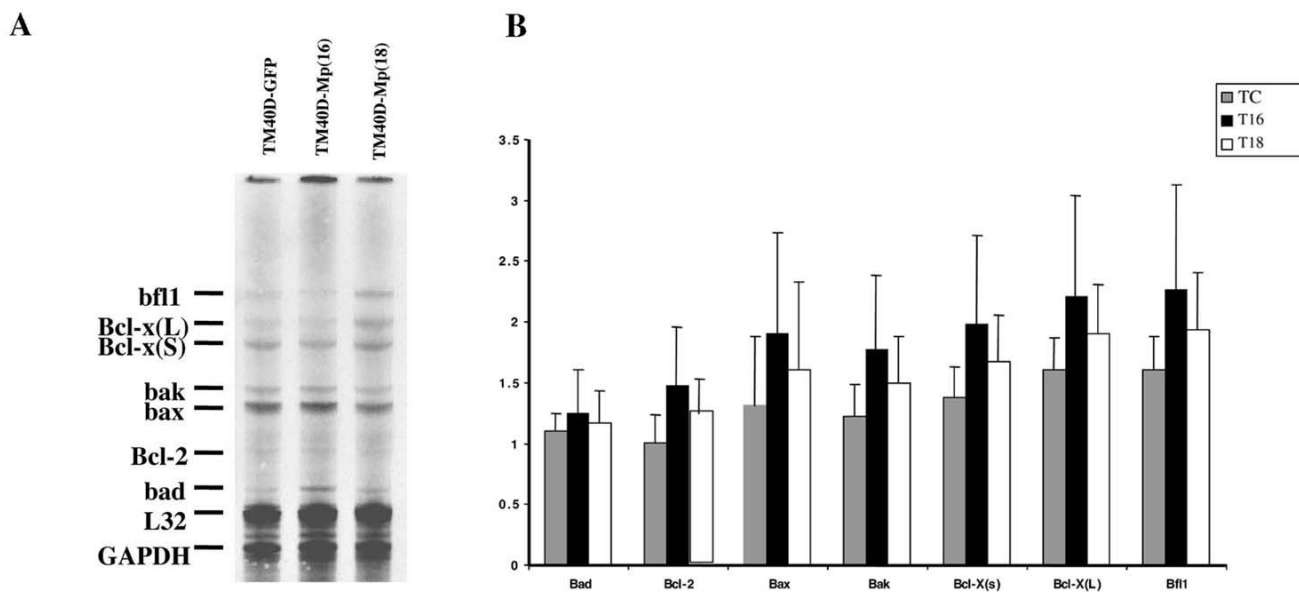 A
TM40D-GFP
TM40D-Mp(16)
TM40D-Mp(18)
bfl1
Bcl-x(L)
Bcl-x(S)
bak
bax
Bcl-2
bad
L32
GAPDH
B
TC
T16
T18
3.5
3
2.5
2
1.5
1
0.5
0
Bad Bcl-2 Bax Bak Bcl-X(s) Bcl-X(L) Bfl1